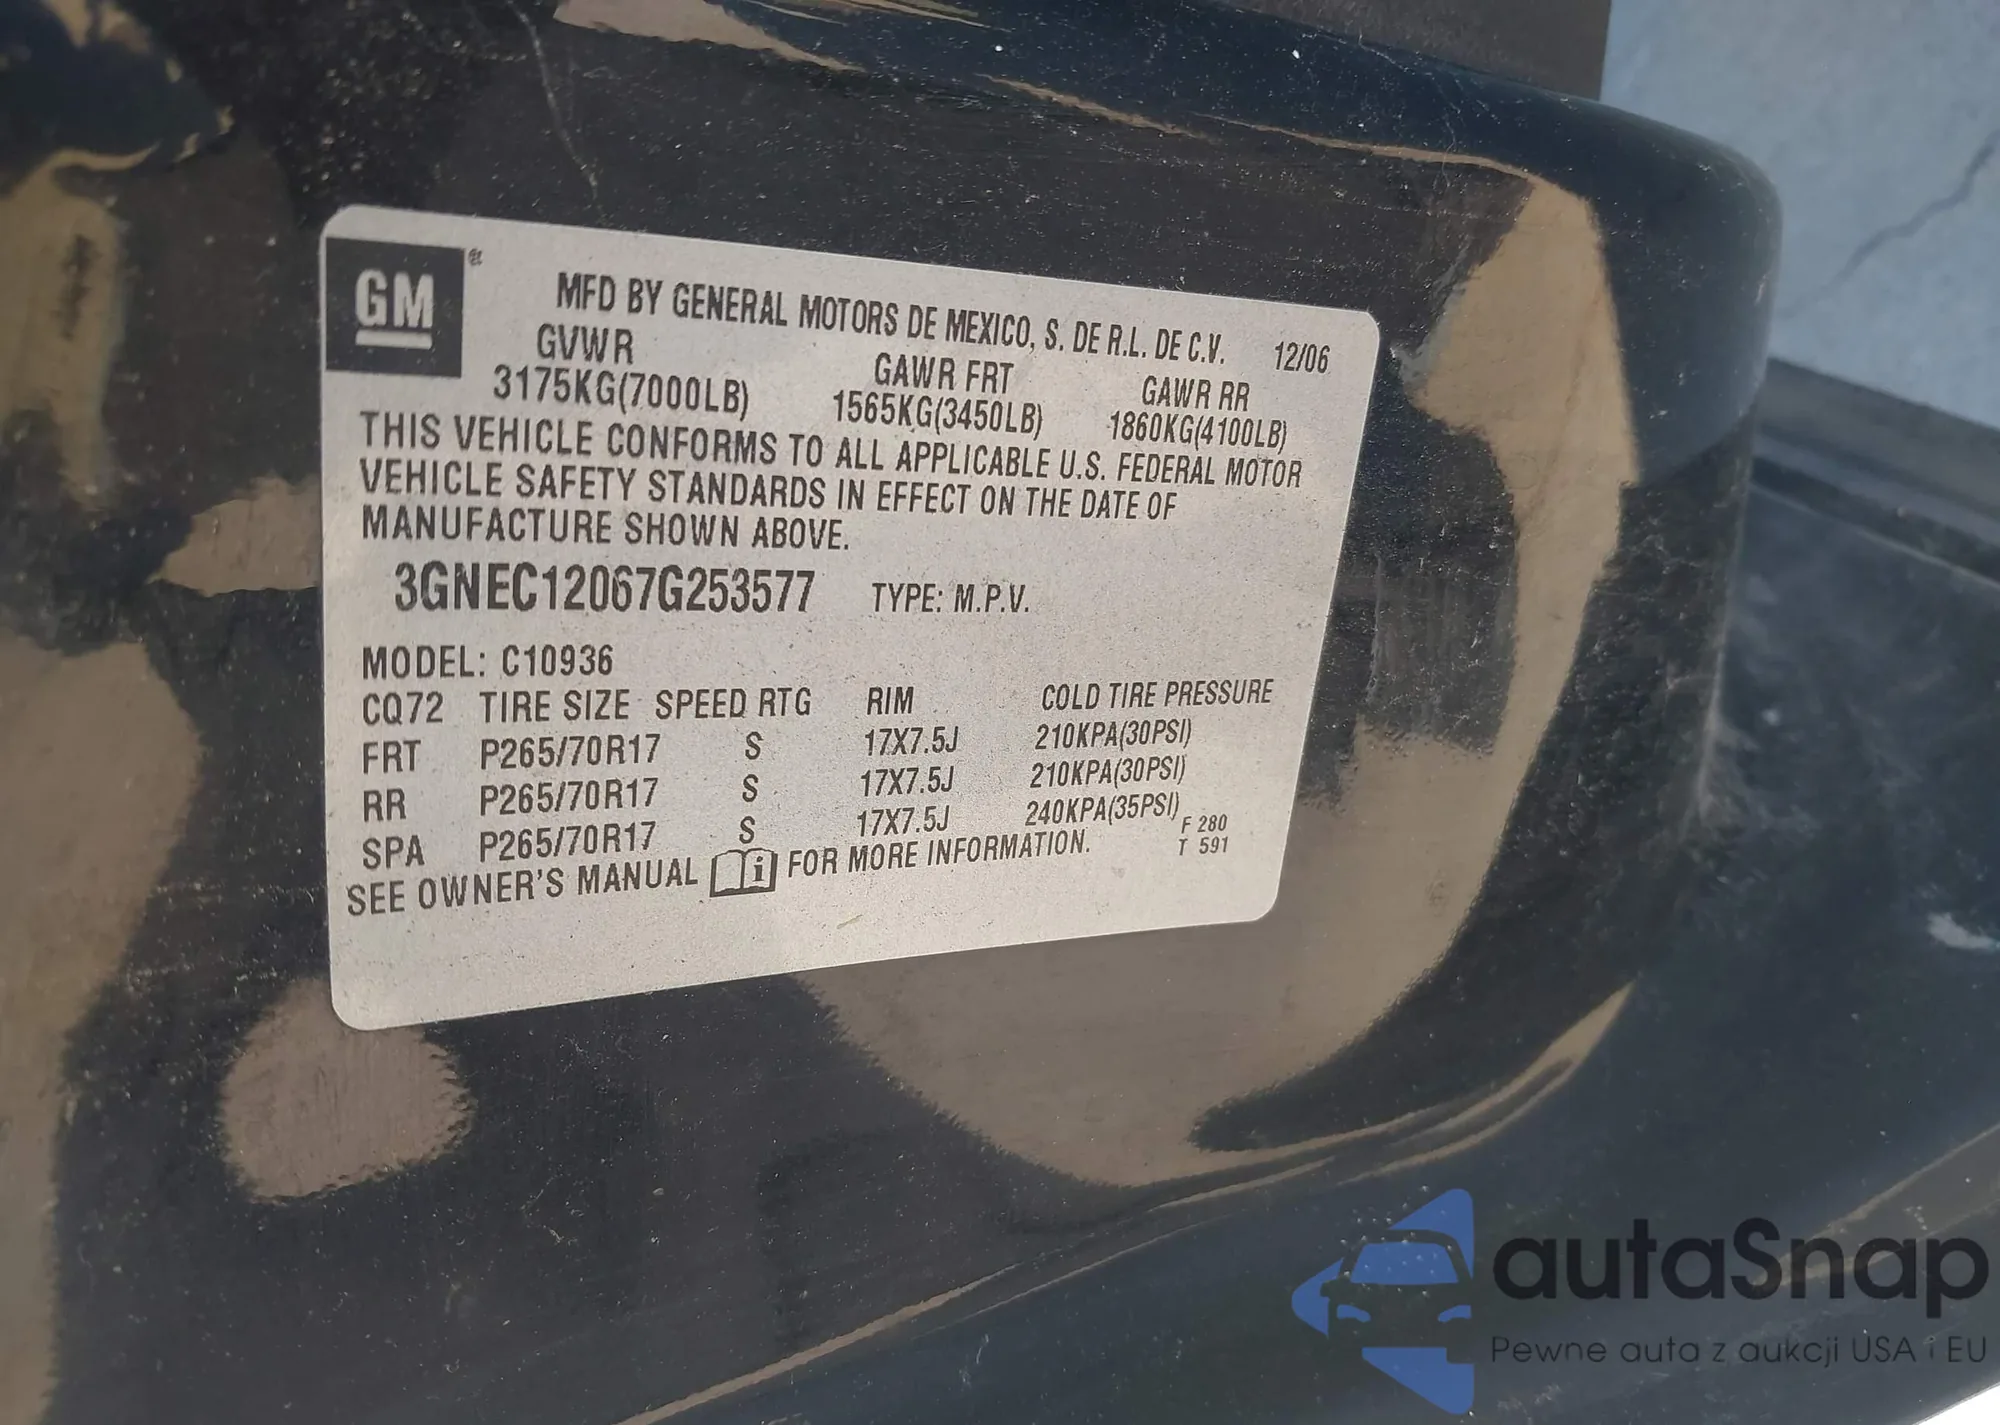 GM
MFD BY GENERAL MOTORS DE MEXICO, S. DE R.L. DE C.V. 12/06
GVWR GAWR FRT GAWR RR
3175KG(7000LB) 1565KG(3450LB) 1860KG(4100LB)
THIS VEHICLE CONFORMS TO ALL APPLICABLE U.S. FEDERAL MOTOR
VEHICLE SAFETY STANDARDS IN EFFECT ON THE DATE OF
MANUFACTURE SHOWN ABOVE.
3GNEC12067G253577 TYPE: M.P.V.
MODEL: C10936
CQ72 TIRE SIZE SPEED RTG RIM COLD TIRE PRESSURE
FRT P265/70R17 S 17X7.5J 210KPA(30PSI)
RR P265/70R17 S 17X7.5J 210KPA(30PSI)
SPA P265/70R17 S 17X7.5J 240KPA(35PSI)
SEE OWNER'S MANUAL FOR MORE INFORMATION.
F 280
T 591
autaSnap
Pewne auta z aukcji USA i EU